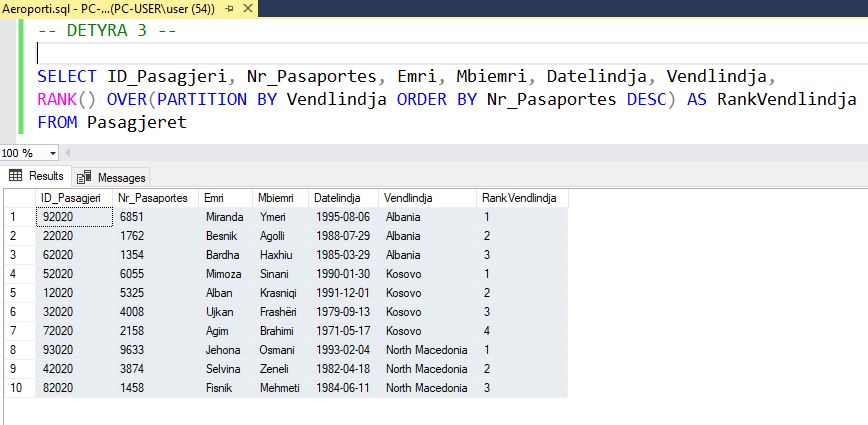 Aeroporti.sql - PC-...(PC-USER\user (54))
-- DETYRA 3 --
SELECT ID_Pasagjeri, Nr_Pasaportes, Emri, Mbiemri, Datelindja, Vendlindja,
RANK() OVER(PARTITION BY Vendlindja ORDER BY Nr_Pasaportes DESC) AS RankVendlindja
FROM Pasagjeret
100 %
Results Messages
ID_Pasagjeri Nr_Pasaportes Emri Mbiemri Datelindja Vendlindja RankVendlindja
1 92020 6851 Miranda Ymeri 1995-08-06 Albania 1
2 22020 1762 Besnik Agolli 1988-07-29 Albania 2
3 62020 1354 Bardha Haxhiu 1985-03-29 Albania 3
4 52020 6055 Mimoza Sinani 1990-01-30 Kosovo 1
5 12020 5325 Alban Krasniqi 1991-12-01 Kosovo 2
6 32020 4008 Ujkan Frashëri 1979-09-13 Kosovo 3
7 72020 2158 Agim Brahimi 1971-05-17 Kosovo 4
8 93020 9633 Jehona Osmani 1993-02-04 North Macedonia 1
9 42020 3874 Selvina Zeneli 1982-04-18 North Macedonia 2
10 82020 1458 Fisnik Mehmeti 1984-06-11 North Macedonia 3